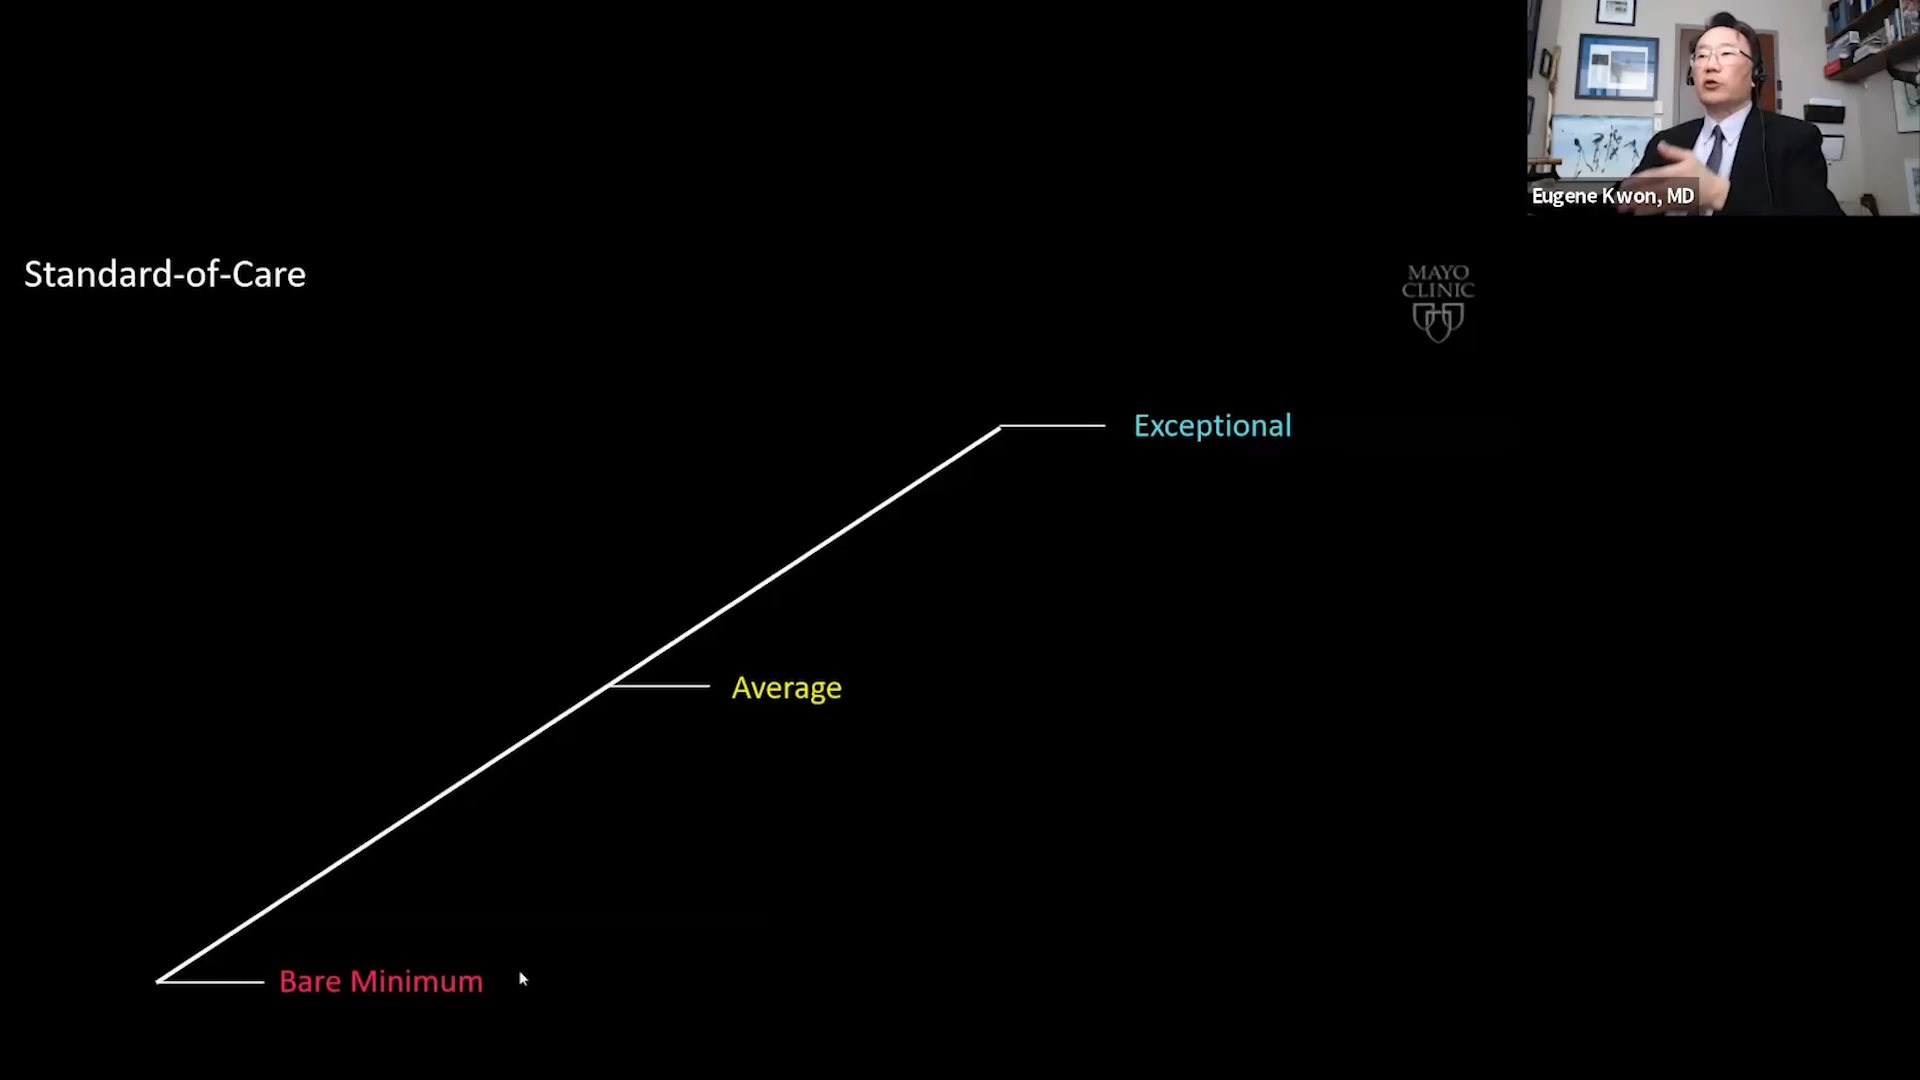 Eugene Kwon, MD
Standard-of-Care
MAYO
CLINIC
Exceptional
Average
Bare Minimum